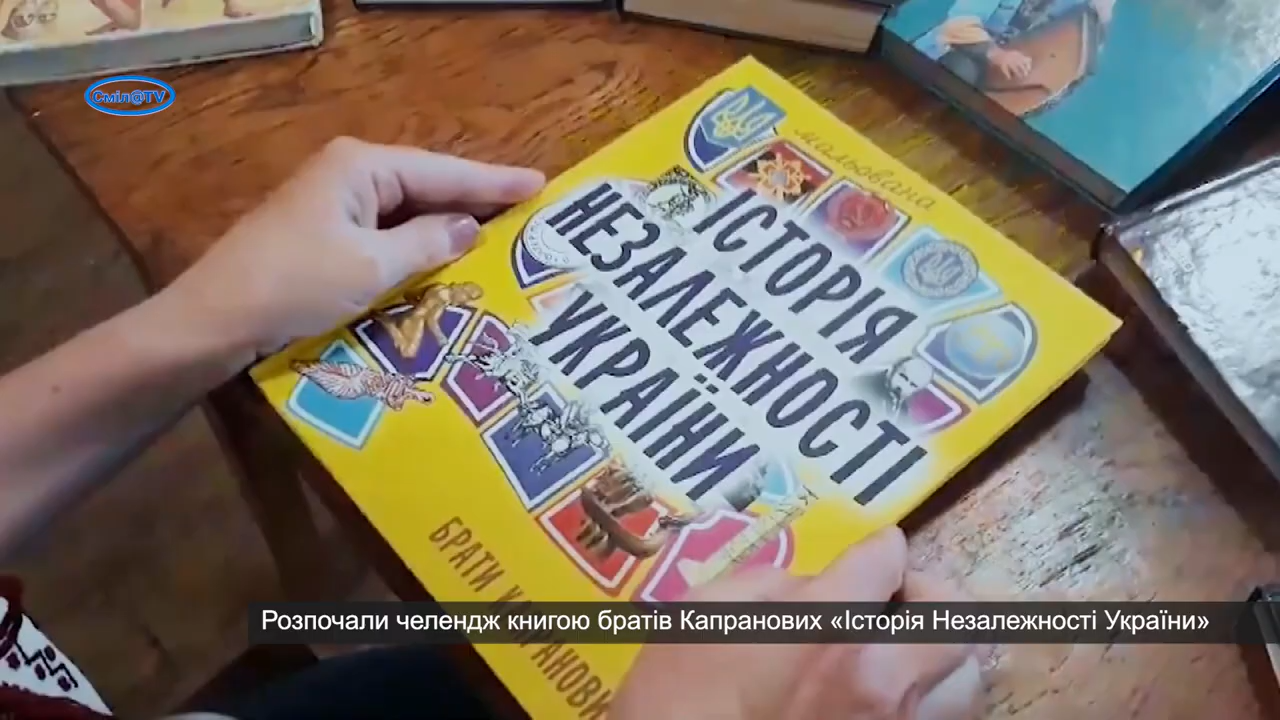 Сміл@TV
мальована
ІСТОРІЯ
НЕЗАЛЕЖНОСТІ
УКРАЇНИ
БРАТИ КАПРАНОВИ
Розпочали челендж книгою братів Капранових «Історія Незалежності України»